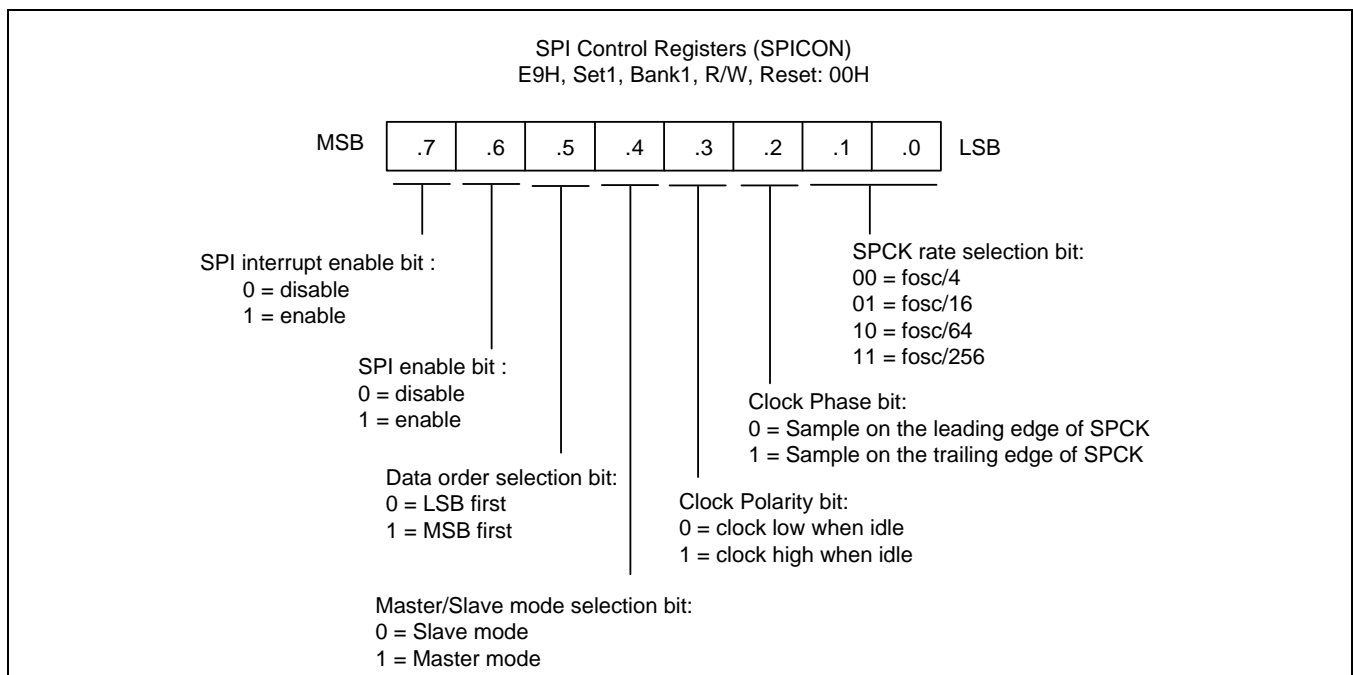 SPI Control Registers (SPICON)
E9H, Set1, Bank1, R/W, Reset: 00H
MSB .7 .6 .5 .4 .3 .2 .1 .0 LSB
SPI interrupt enable bit :
0 = disable
1 = enable
SPI enable bit :
0 = disable
1 = enable
Data order selection bit:
0 = LSB first
1 = MSB first
Master/Slave mode selection bit:
0 = Slave mode
1 = Master mode
SPCK rate selection bit:
00 = fosc/4
01 = fosc/16
10 = fosc/64
11 = fosc/256
Clock Phase bit:
0 = Sample on the leading edge of SPCK
1 = Sample on the trailing edge of SPCK
Clock Polarity bit:
0 = clock low when idle
1 = clock high when idle